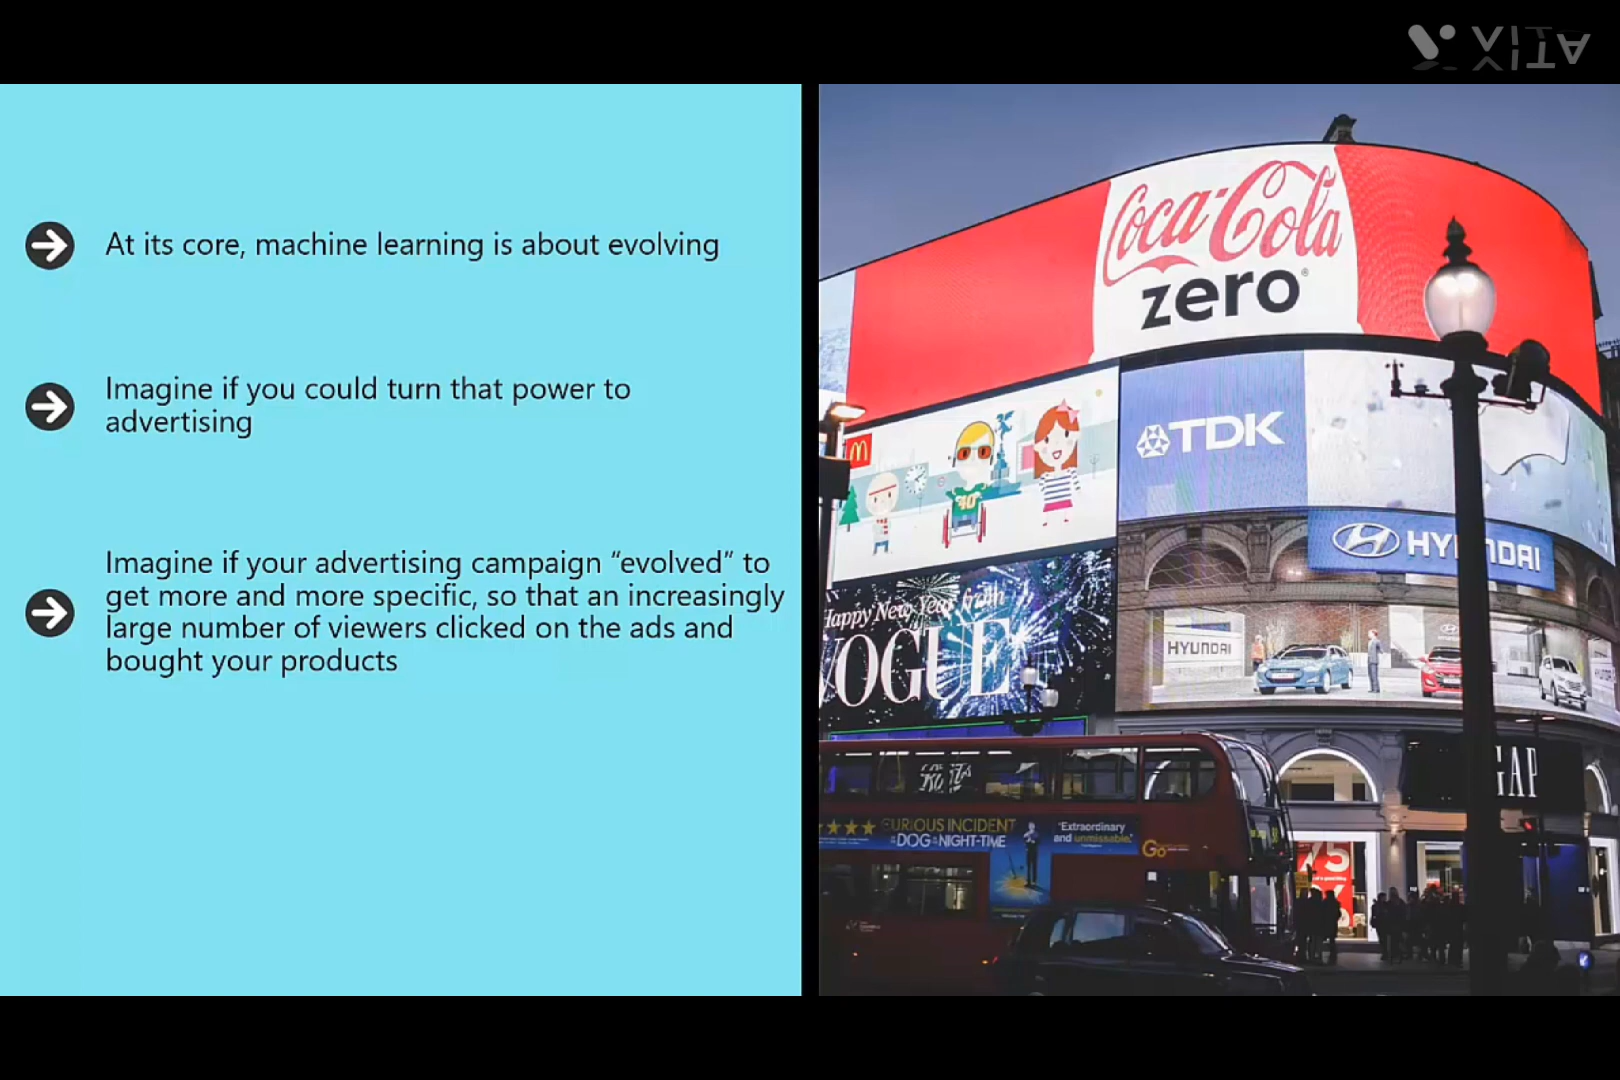 VITA
At its core, machine learning is about evolving
Imagine if you could turn that power to
advertising
Imagine if your advertising campaign “evolved” to
get more and more specific, so that an increasingly
large number of viewers clicked on the ads and
bought your products
Coca-Cola
zero
TDK
HYUNDAI
Happy New Year from
VOGUE
HYUNDAI
GAP
CURIOUS INCIDENT
DOG NIGHT-TIME
'Extraordinary
and unmissable.'
Go